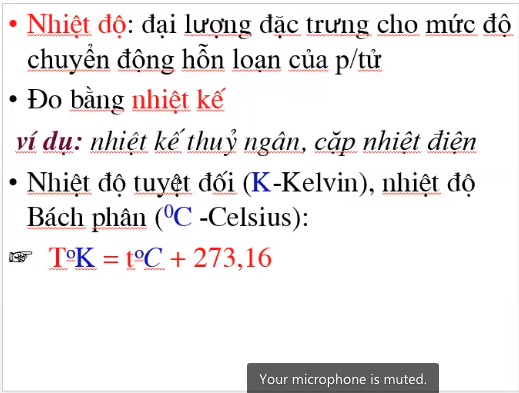 • Nhiệt độ: đại lượng đặc trưng cho mức độ
chuyển động hỗn loạn của p/tử
• Đo bằng nhiệt kế
ví dụ: nhiệt kế thuỷ ngân, cặp nhiệt điện
• Nhiệt độ tuyệt đối (K-Kelvin), nhiệt độ
Bách phân (⁰C -Celsius):
☞ TºK = tºC + 273,16
Your microphone is muted.